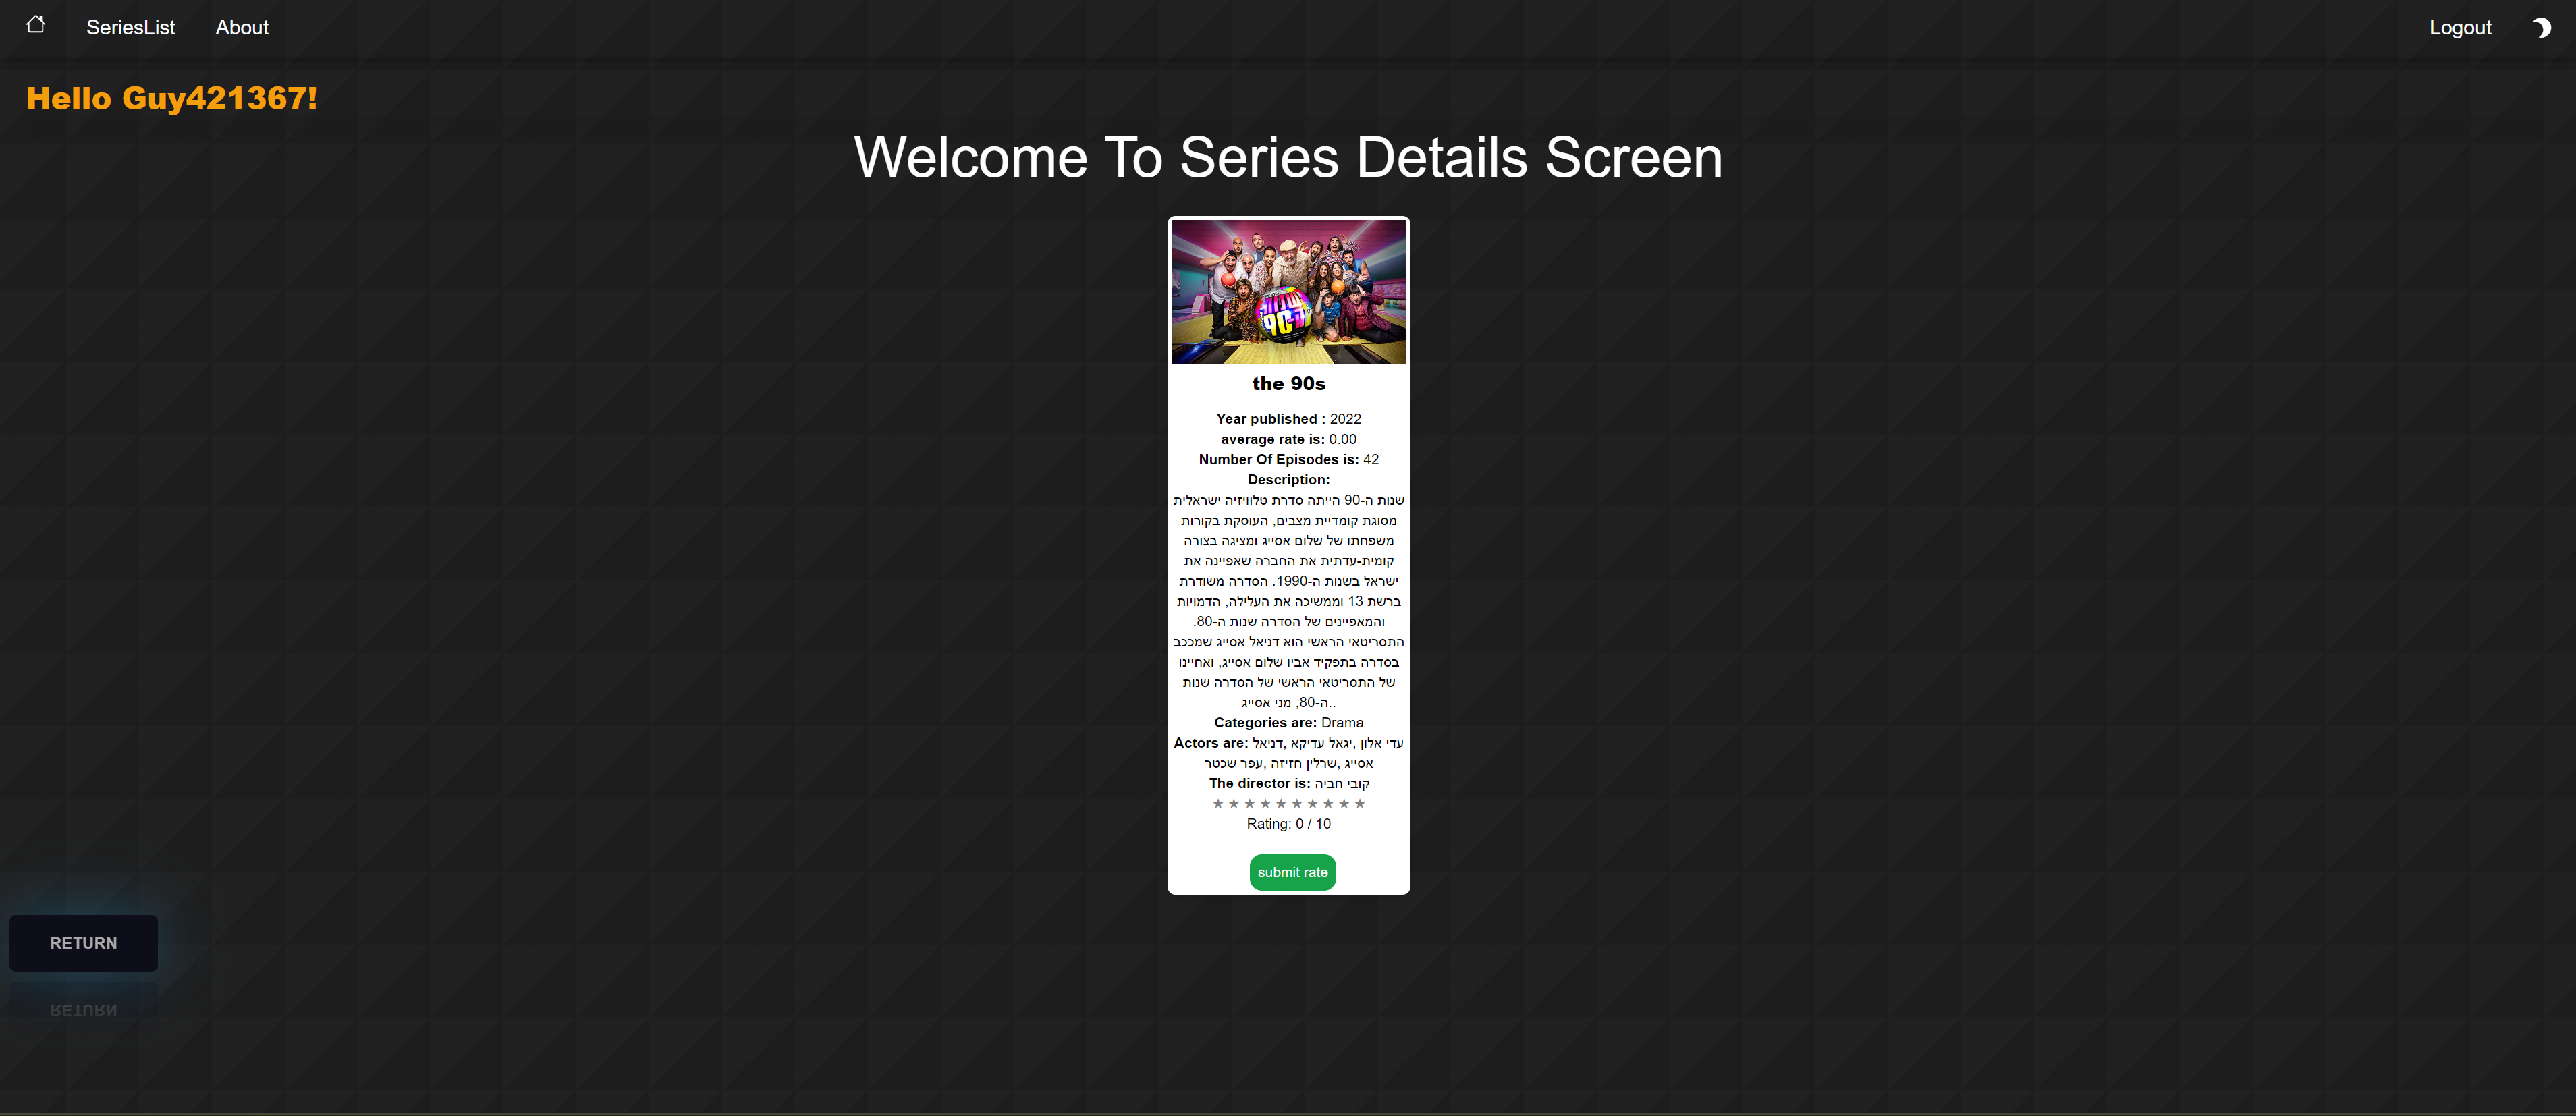 SeriesList
About
Logout
Hello Guy421367!
Welcome To Series Details Screen
שנות
ה-90
the 90s
Year published : 2022
average rate is: 0.00
Number Of Episodes is: 42
Description:
שנות ה-90 הייתה סדרת טלוויזיה ישראלית
מסוגת קומדיית מצבים, העוסקת בקורות
משפחתו של שלום אסייג ומציגה בצורה
קומית-עדתית את החברה שאפיינה את
ישראל בשנות ה-1990. הסדרה משודרת
ברשת 13 וממשיכה את העלילה, הדמויות
והמאפיינים של הסדרה שנות ה-80.
התסריטאי הראשי הוא דניאל אסייג שמככב
בסדרה בתפקיד אביו שלום אסייג, ואחיינו
של התסריטאי הראשי של הסדרה שנות
ה-80, מני אסייג..
Categories are: Drama
Actors are: עדי אלון ,יגאל עדיקא ,דניאל
אסייג ,שרלין חזיזה ,עפר שכטר
The director is: קובי חביה
★ ★ ★ ★ ★ ★ ★ ★ ★ ★
Rating: 0 / 10
submit rate
RETURN
RETURN